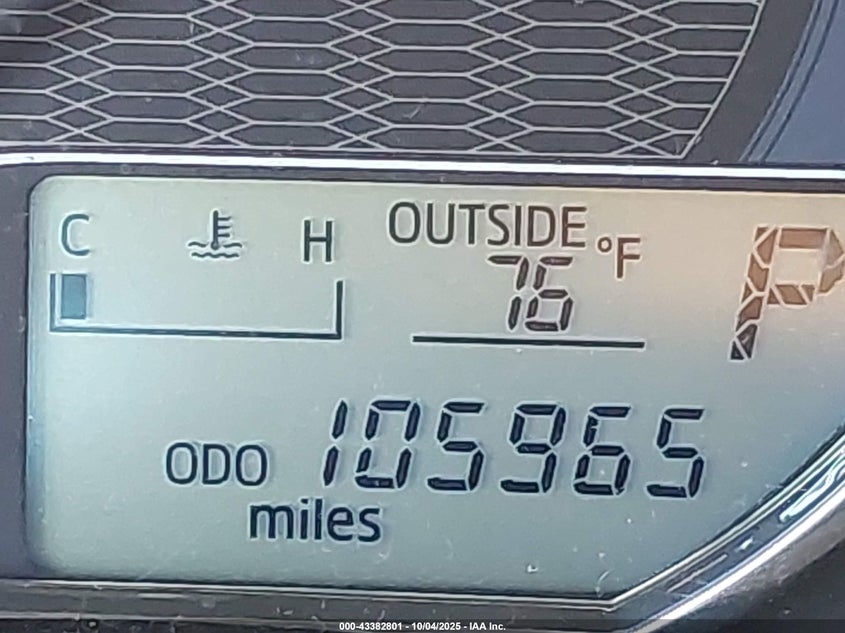 C H OUTSIDE °F P
76
ODO 105965
miles
000-43382801 - 10/04/2025 - IAA Inc.